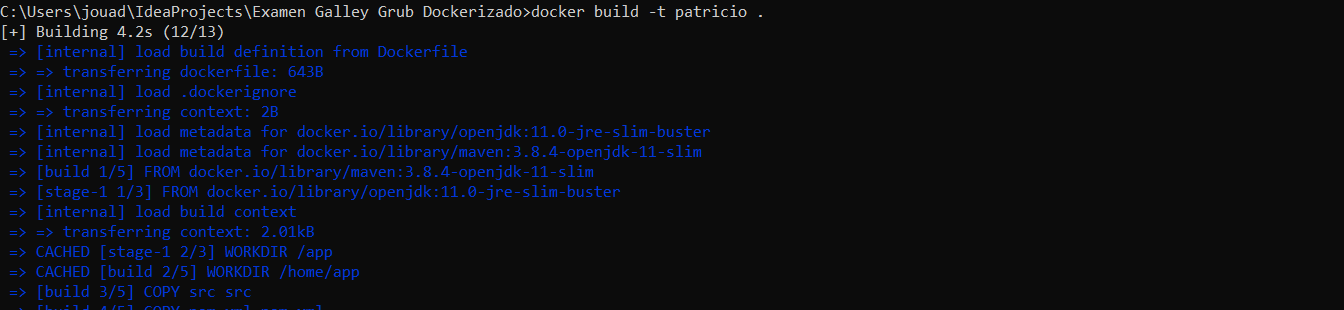 C:\Users\jouad\IdeaProjects\Examen Galley Grub Dockerizado>docker build -t patricio .
[+] Building 4.2s (12/13)
=> [internal] load build definition from Dockerfile
=> => transferring dockerfile: 643B
=> [internal] load .dockerignore
=> => transferring context: 2B
=> [internal] load metadata for docker.io/library/openjdk:11.0-jre-slim-buster
=> [internal] load metadata for docker.io/library/maven:3.8.4-openjdk-11-slim
=> [build 1/5] FROM docker.io/library/maven:3.8.4-openjdk-11-slim
=> [stage-1 1/3] FROM docker.io/library/openjdk:11.0-jre-slim-buster
=> [internal] load build context
=> => transferring context: 2.01kB
=> CACHED [stage-1 2/3] WORKDIR /app
=> CACHED [build 2/5] WORKDIR /home/app
=> [build 3/5] COPY src src
=> [build 4/5] COPY